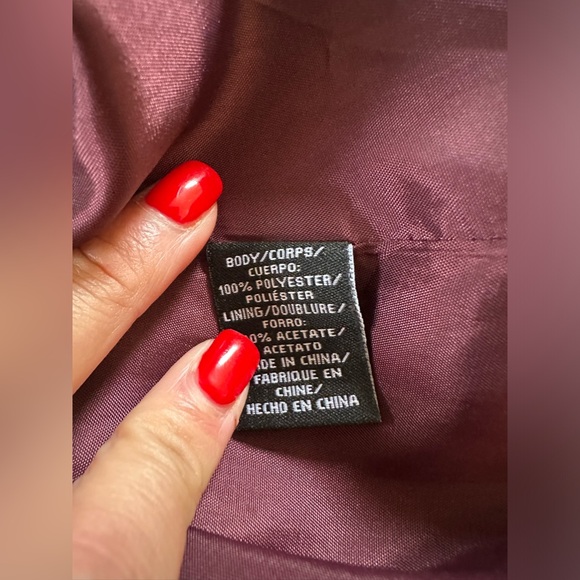 BODY/CORPS/
CUERPO:
100% POLYESTER/
POLIÉSTER
LINING/DOUBLURE/
FORRO:
ACETATE/
ACETATO
IN CHINA/
FABRIQUE EN
CHINE/
HECHO EN CHINA